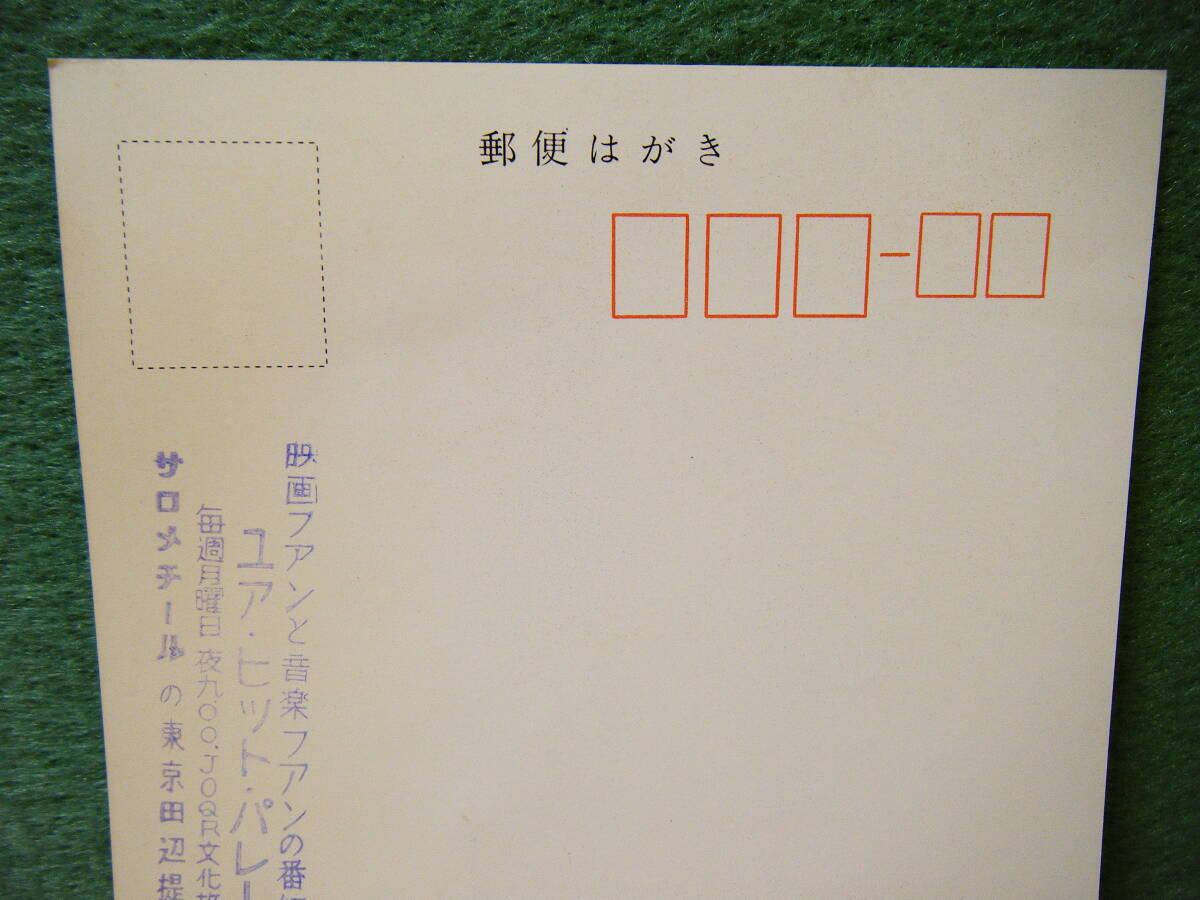 郵便はがき
映画フアンと音楽フアンの番
ユア・ヒット・パレー
毎週月曜日夜九.〇〇.JOQR文化放
サロメチールの東京田辺提